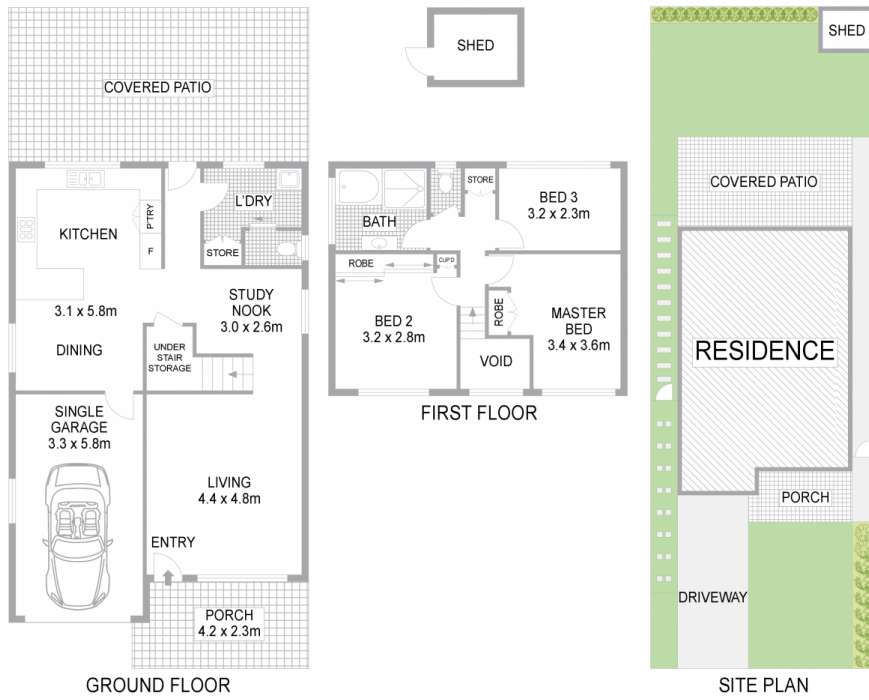 COVERED PATIO
KITCHEN
P'TRY
F
3.1 x 5.8m
DINING
L'DRY
STORE
STUDY
NOOK
3.0 x 2.6m
UNDER
STAIR
STORAGE
SINGLE
GARAGE
3.3 x 5.8m
LIVING
4.4 x 4.8m
ENTRY
PORCH
4.2 x 2.3m
GROUND FLOOR
SHED
BATH
STORE
BED 3
3.2 x 2.3m
ROBE
CUP'D
BED 2
3.2 x 2.8m
ROBE
MASTER
BED
3.4 x 3.6m
VOID
FIRST FLOOR
SHED
COVERED PATIO
RESIDENCE
PORCH
DRIVEWAY
SITE PLAN